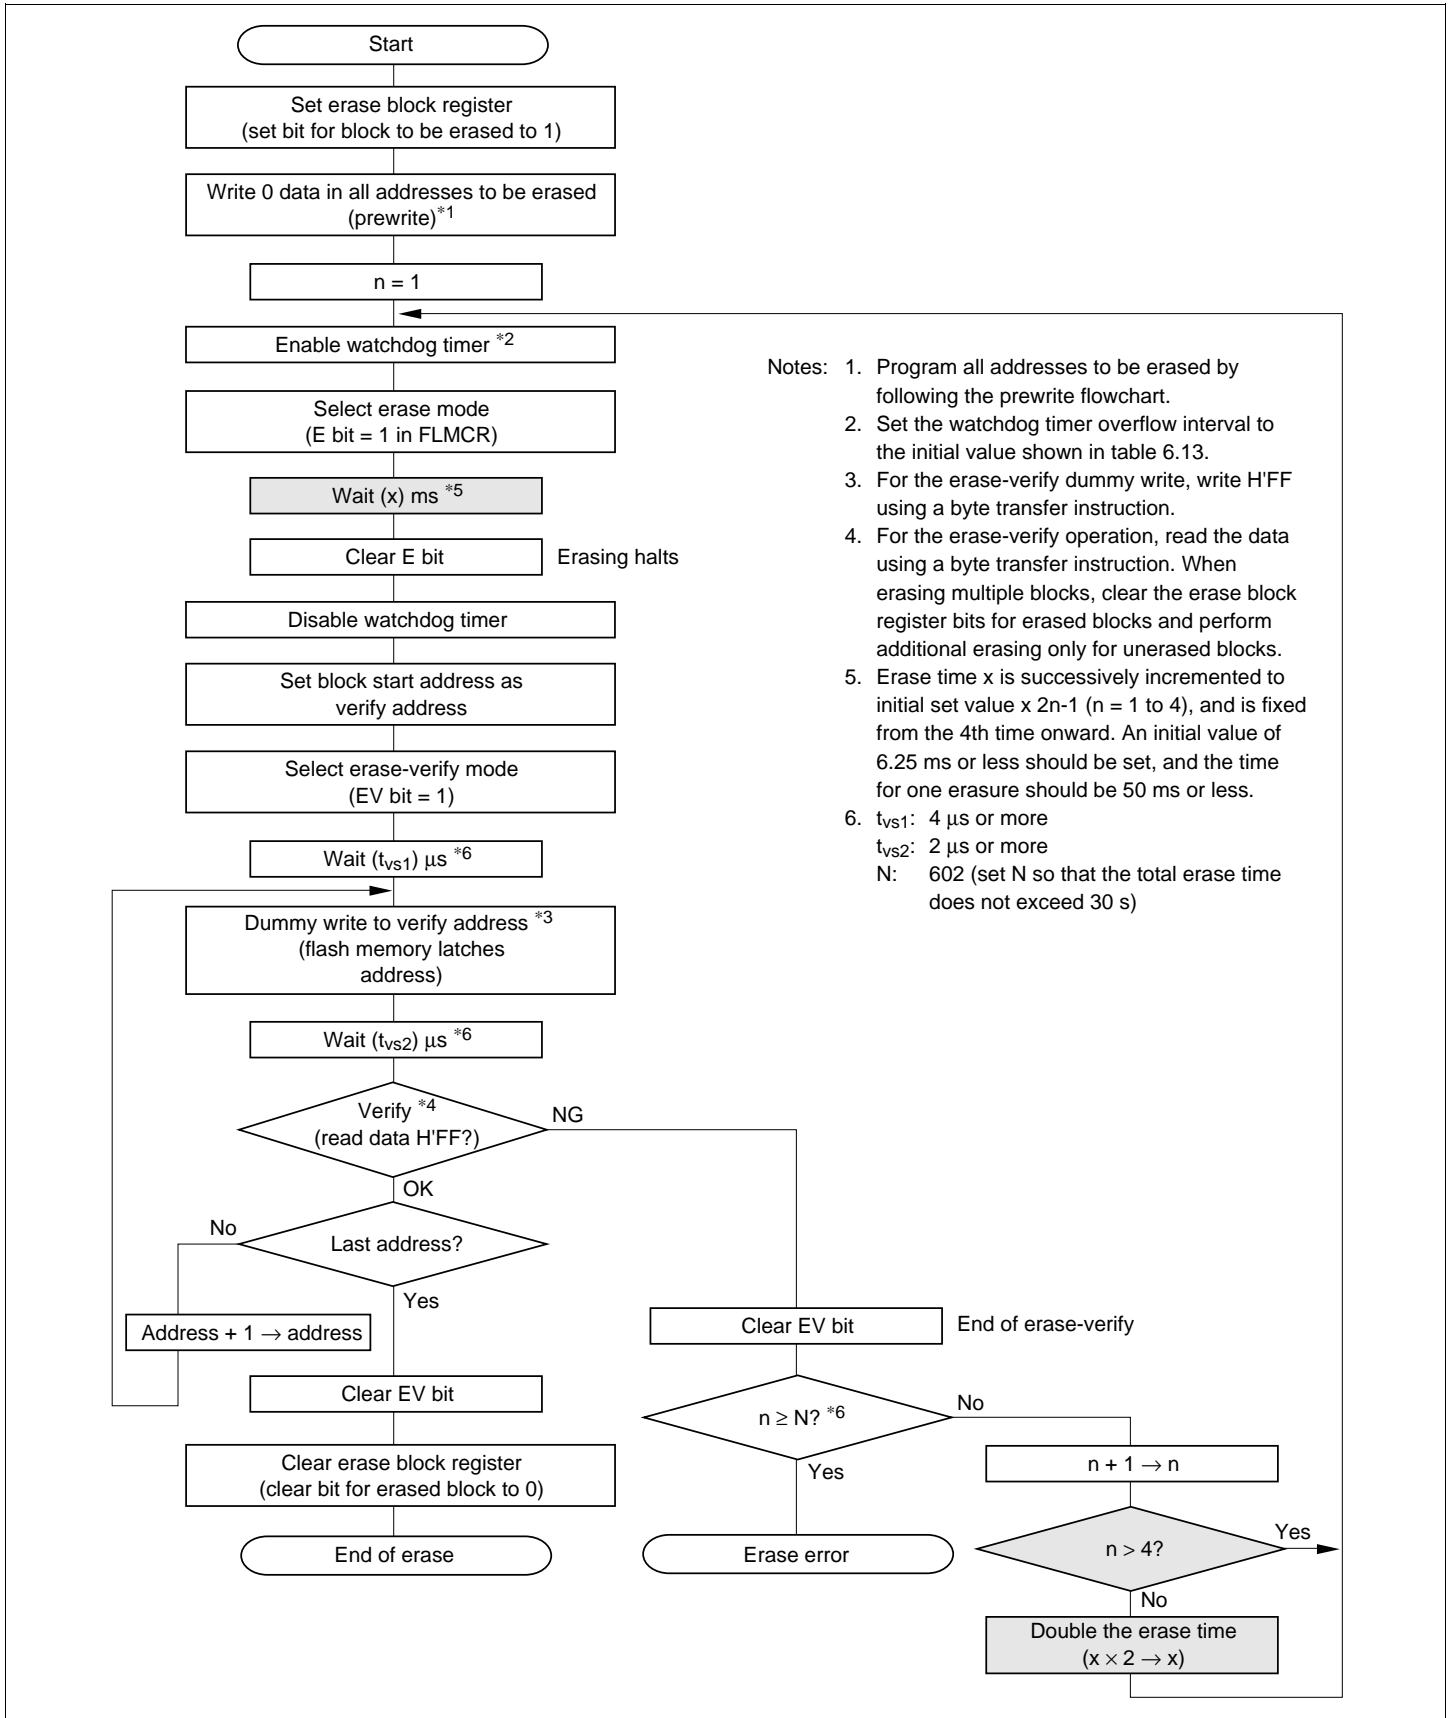 Start
Set erase block register
(set bit for block to be erased to 1)
Write 0 data in all addresses to be erased
(prewrite)*1
n = 1
Enable watchdog timer *2
Select erase mode
(E bit = 1 in FLMCR)
Wait (x) ms *5
Clear E bit
Erasing halts
Disable watchdog timer
Set block start address as
verify address
Select erase-verify mode
(EV bit = 1)
Wait (tvs1) μs *6
Dummy write to verify address *3
(flash memory latches
address)
Wait (tvs2) μs *6
Verify *4
(read data H'FF?)
NG
OK
Last address?
No
Yes
Address + 1 → address
Clear EV bit
Clear erase block register
(clear bit for erased block to 0)
End of erase
Clear EV bit
End of erase-verify
n ≥ N? *6
No
Yes
Erase error
n + 1 → n
n > 4?
Yes
No
Double the erase time
(x × 2 → x)
Notes: 1. Program all addresses to be erased by
following the prewrite flowchart.
2. Set the watchdog timer overflow interval to
the initial value shown in table 6.13.
3. For the erase-verify dummy write, write H'FF
using a byte transfer instruction.
4. For the erase-verify operation, read the data
using a byte transfer instruction. When
erasing multiple blocks, clear the erase block
register bits for erased blocks and perform
additional erasing only for unerased blocks.
5. Erase time x is successively incremented to
initial set value x 2n-1 (n = 1 to 4), and is fixed
from the 4th time onward. An initial value of
6.25 ms or less should be set, and the time
for one erasure should be 50 ms or less.
6. tvs1: 4 μs or more
tvs2: 2 μs or more
N: 602 (set N so that the total erase time
does not exceed 30 s)